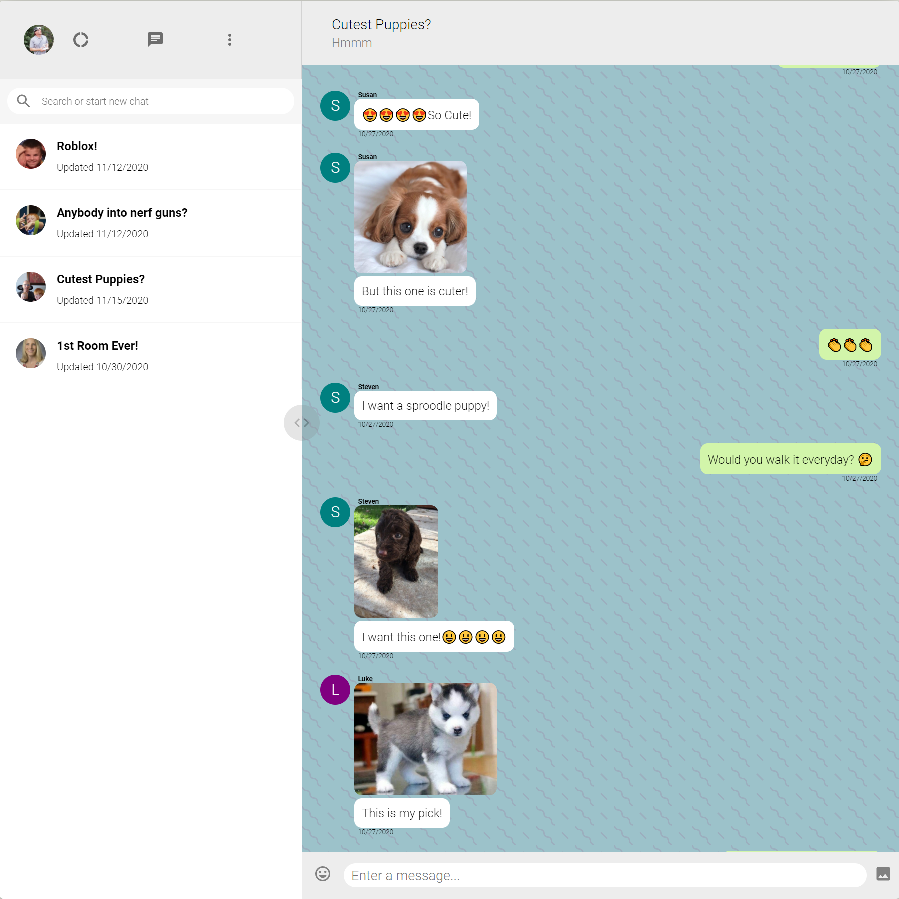 Search or start new chat
Roblox!
Updated 11/12/2020
Anybody into nerf guns?
Updated 11/12/2020
Cutest Puppies?
Updated 11/15/2020
1st Room Ever!
Updated 10/30/2020
Cutest Puppies?
Hmmm
10/27/2020
Susan
S
😍😍😍😍So Cute!
10/27/2020
Susan
S
But this one is cuter!
10/27/2020
👏👏👏
10/27/2020
Steven
S
I want a sproodle puppy!
10/27/2020
Would you walk it everyday? 🤔
10/27/2020
Steven
S
I want this one!😃😃😃😃
10/27/2020
Luke
L
This is my pick!
10/27/2020
Enter a message...